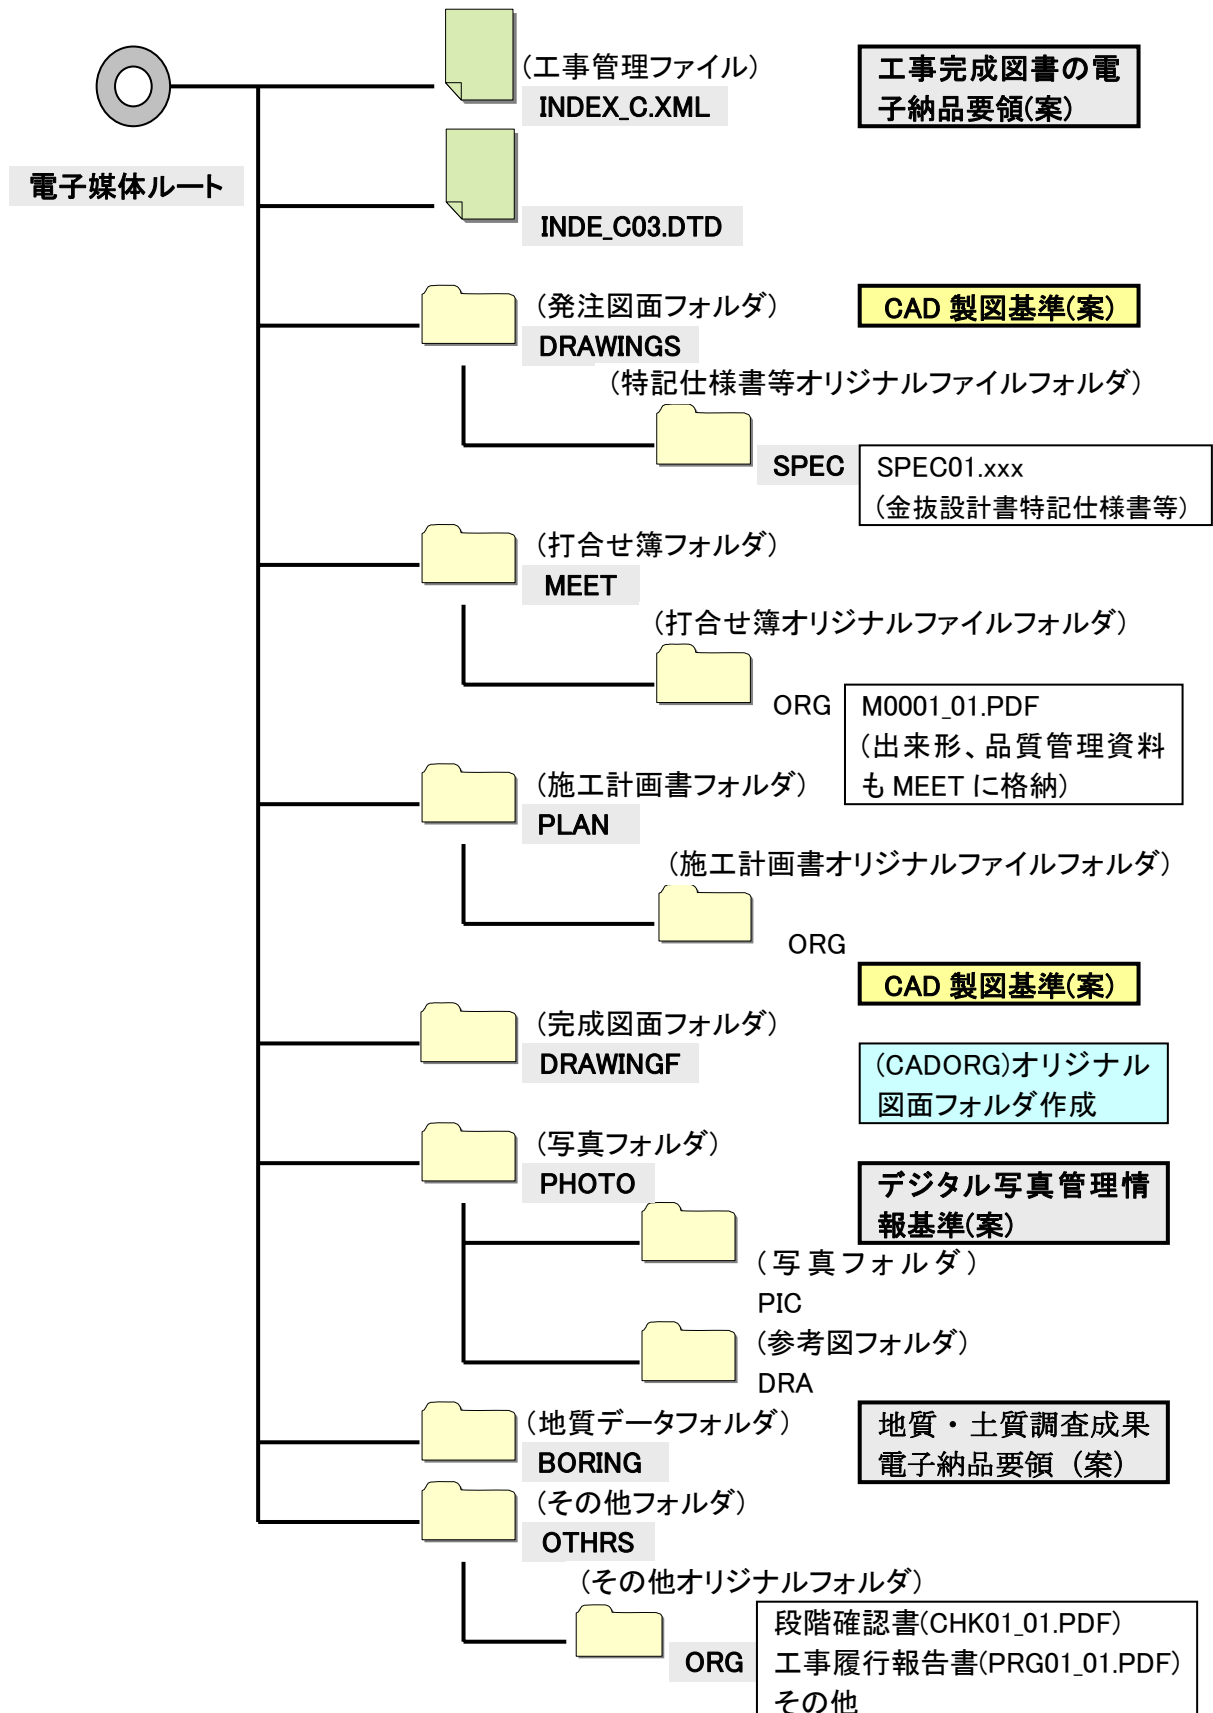 (工事管理ファイル)
INDEX_C.XML
工事完成図書の電
子納品要領(案)
電子媒体ルート
INDE_C03.DTD
(発注図面フォルダ)
DRAWINGS
CAD 製図基準(案)
(特記仕様書等オリジナルファイルフォルダ)
SPEC
SPEC01.xxx
(金抜設計書特記仕様書等)
(打合せ簿フォルダ)
MEET
(打合せ簿オリジナルファイルフォルダ)
ORG
M0001_01.PDF
(出来形、品質管理資料
も MEET に格納)
(施工計画書フォルダ)
PLAN
(施工計画書オリジナルファイルフォルダ)
ORG
CAD 製図基準(案)
(完成図面フォルダ)
DRAWINGF
(CADORG)オリジナル
図面フォルダ作成
(写真フォルダ)
PHOTO
デジタル写真管理情
報基準(案)
(写真フォルダ)
PIC
(参考図フォルダ)
DRA
(地質データフォルダ)
BORING
地質・土質調査成果
電子納品要領（案）
(その他フォルダ)
OTHRS
(その他オリジナルフォルダ)
ORG
段階確認書(CHK01_01.PDF)
工事履行報告書(PRG01_01.PDF)
その他